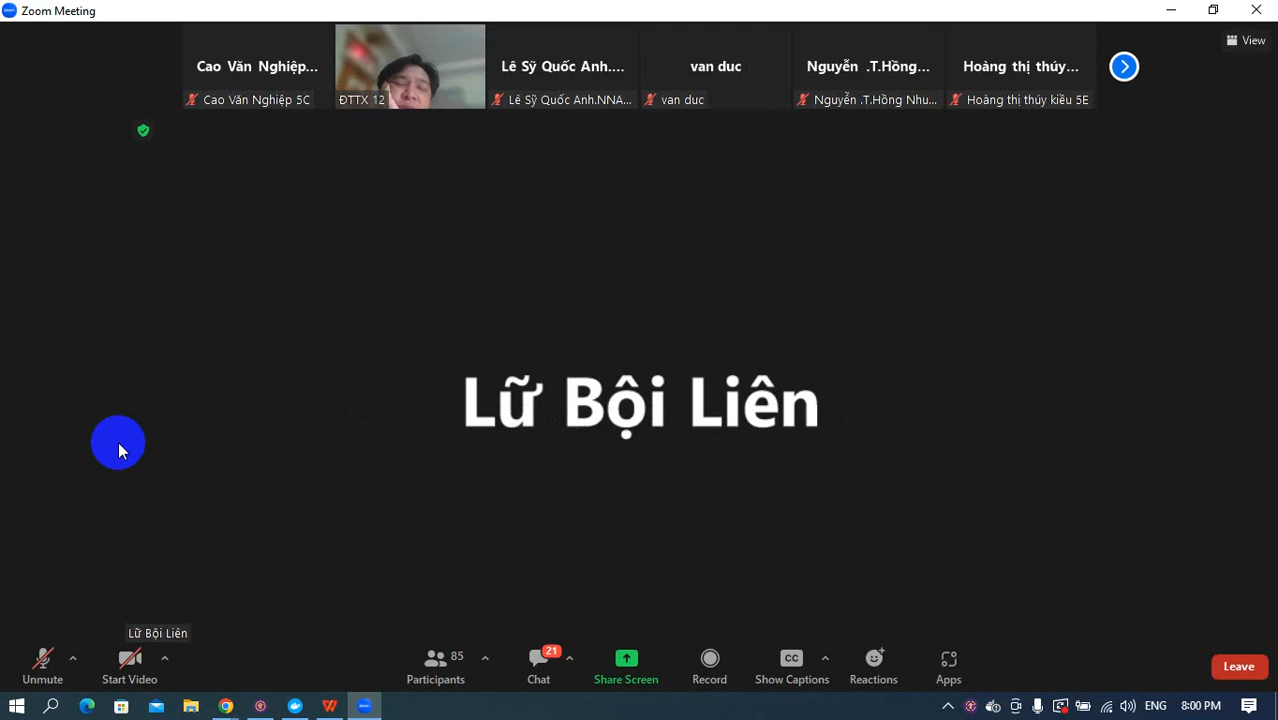 Zoom Meeting
View
Cao Văn Nghiệp...
Cao Văn Nghiệp 5C
ĐTTX 12
Lê Sỹ Quốc Anh....
Lê Sỹ Quốc Anh.NNA...
van duc
van duc
Nguyễn .T.Hồng...
Nguyễn .T.Hồng Nhu...
Hoàng thị thúy...
Hoàng thị thúy kiều 5E
Lữ Bội Liên
Lữ Bội Liên
Unmute
Start Video
85
Participants
21
Chat
Share Screen
Record
CC
Show Captions
Reactions
Apps
Leave
ENG
8:00 PM